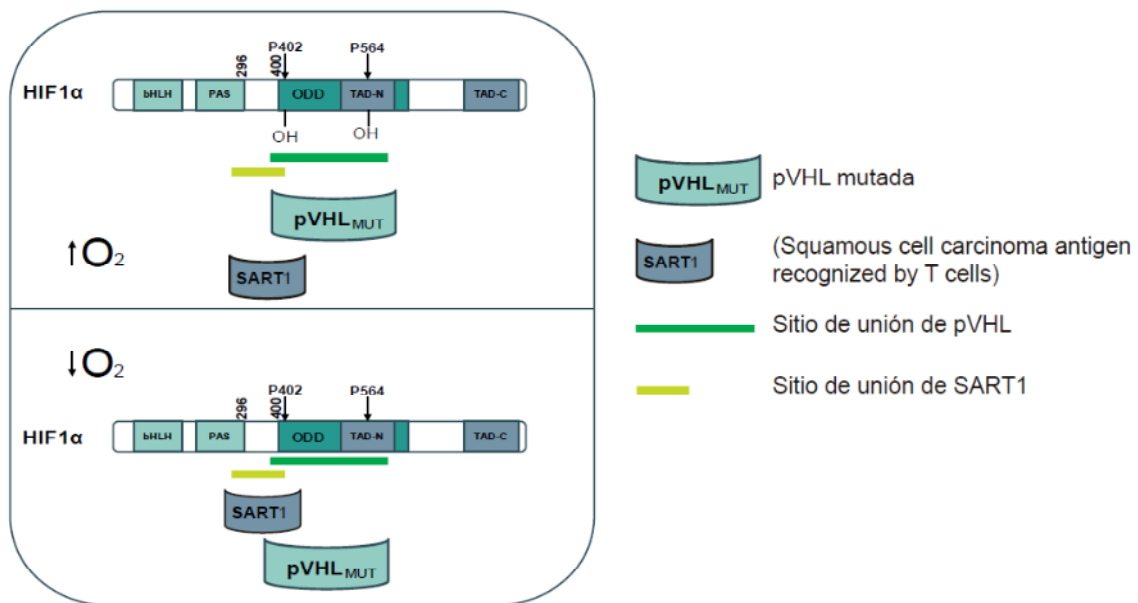 P402 P564
296
400
HIF1α bHLH PAS ODD TAD-N TAD-C
OH OH
pVHLMUT
↑O2
SART1
↓O2
P402 P564
296
400
HIF1α bHLH PAS ODD TAD-N TAD-C
SART1
pVHLMUT
pVHLMUT pVHL mutada
SART1 (Squamous cell carcinoma antigen
recognized by T cells)
Sitio de unión de pVHL
Sitio de unión de SART1